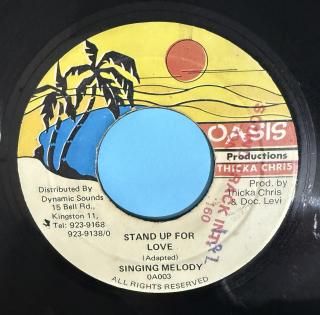 OASIS
Productions
THICKA CHRIS
Prod. by
Thicka Chris
& Doc. Levi
Distributed By
Dynamic Sounds
15 Bell Rd.,
Kingston 11,
Tel: 923-9168
923-9138/0
STAND UP FOR
LOVE
(Adapted)
SINGING MELODY
OA003
ALL RIGHTS RESERVED